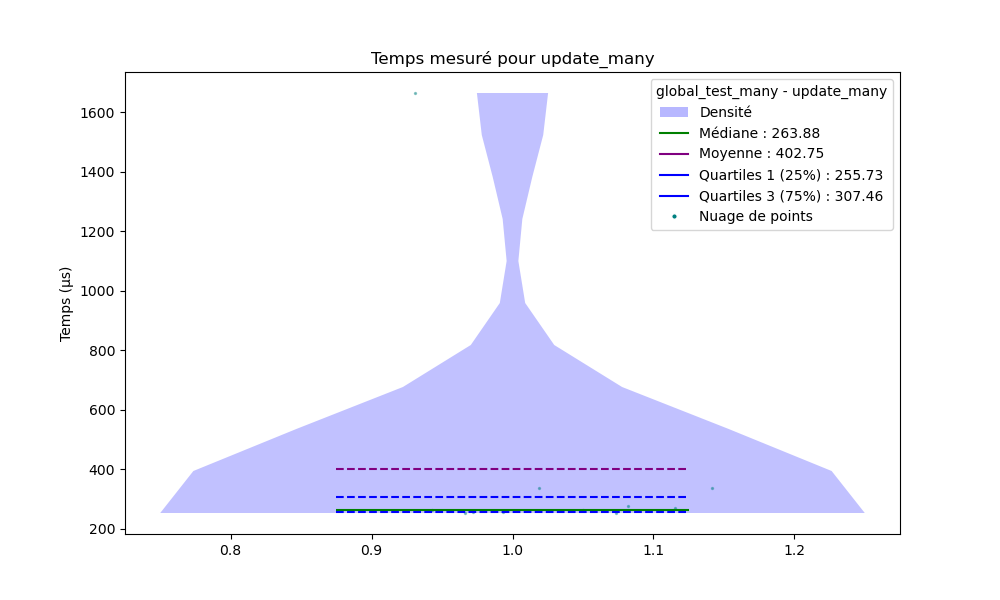 Temps mesuré pour update_many
global_test_many - update_many
Densité
Médiane : 263.88
Moyenne : 402.75
Quartiles 1 (25%) : 255.73
Quartiles 3 (75%) : 307.46
Nuage de points
Temps (µs)
1600
1400
1200
1000
800
600
400
200
0.8 0.9 1.0 1.1 1.2